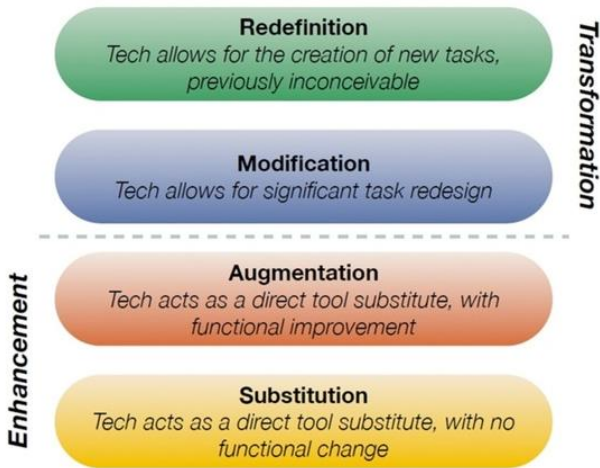 Redefinition
Tech allows for the creation of new tasks,
previously inconceivable
Transformation
Modification
Tech allows for significant task redesign
Augmentation
Tech acts as a direct tool substitute, with
functional improvement
Enhancement
Substitution
Tech acts as a direct tool substitute, with no
functional change